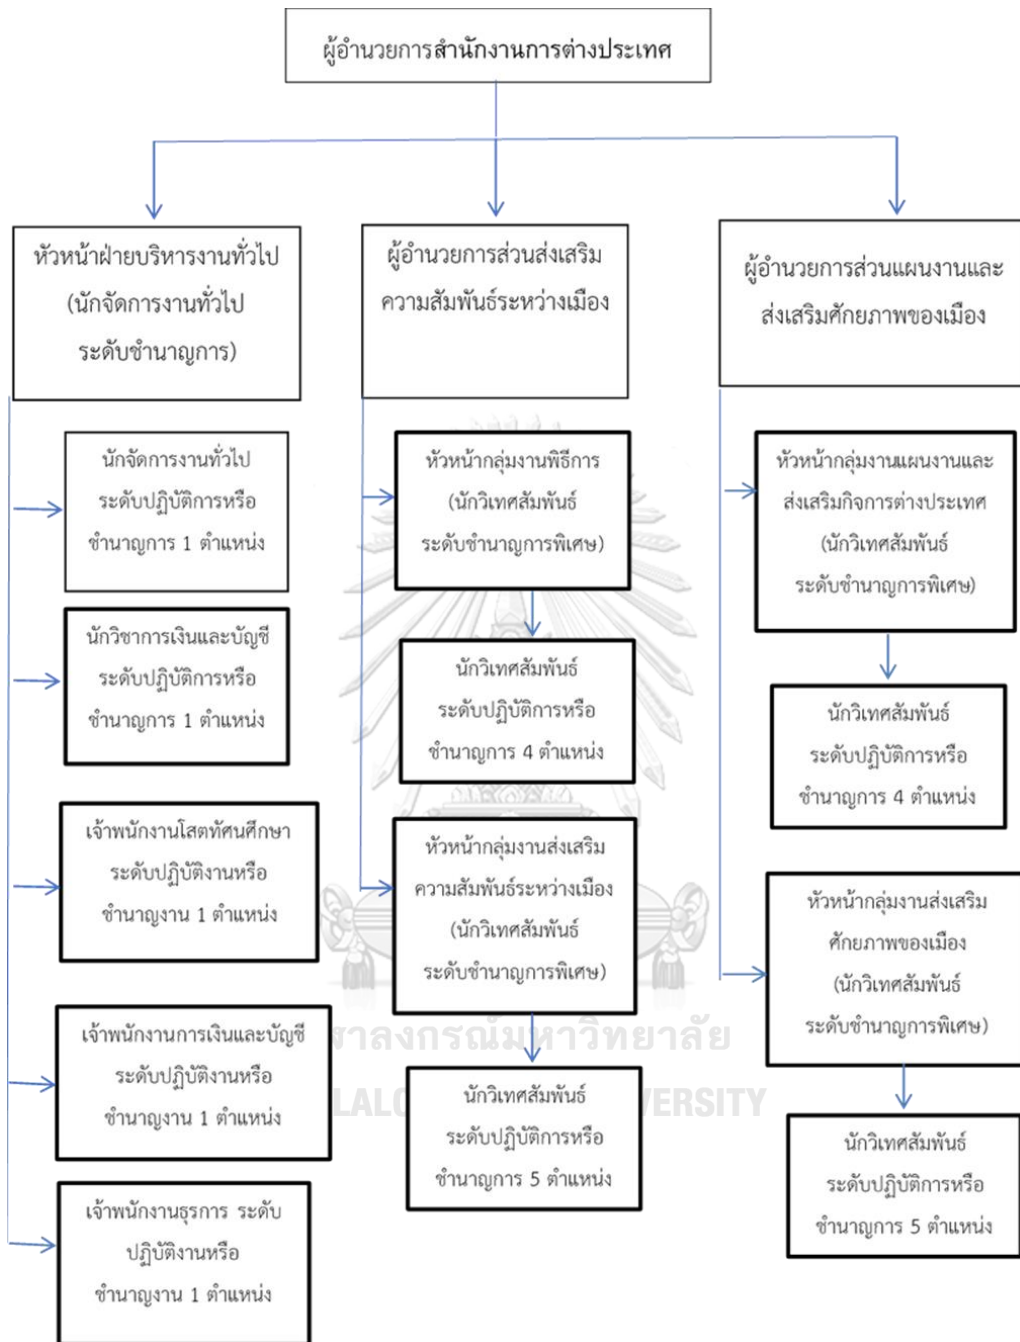 ผู้อำนวยการสำนักงานการต่างประเทศ
หัวหน้าฝ่ายบริหารงานทั่วไป
(นักจัดการงานทั่วไป
ระดับชำนาญการ)
นักจัดการงานทั่วไป
ระดับปฏิบัติการหรือ
ชำนาญการ 1 ตำแหน่ง
นักวิชาการเงินและบัญชี
ระดับปฏิบัติการหรือ
ชำนาญการ 1 ตำแหน่ง
เจ้าพนักงานโสตทัศนศึกษา
ระดับปฏิบัติงานหรือ
ชำนาญงาน 1 ตำแหน่ง
เจ้าพนักงานการเงินและบัญชี
ระดับปฏิบัติงานหรือ
ชำนาญงาน 1 ตำแหน่ง
เจ้าพนักงานธุรการ ระดับ
ปฏิบัติงานหรือ
ชำนาญงาน 1 ตำแหน่ง
ผู้อำนวยการส่วนส่งเสริม
ความสัมพันธ์ระหว่างเมือง
หัวหน้ากลุ่มงานพิธีการ
(นักวิเทศสัมพันธ์
ระดับชำนาญการพิเศษ)
นักวิเทศสัมพันธ์
ระดับปฏิบัติการหรือ
ชำนาญการ 4 ตำแหน่ง
หัวหน้ากลุ่มงานส่งเสริม
ความสัมพันธ์ระหว่างเมือง
(นักวิเทศสัมพันธ์
ระดับชำนาญการพิเศษ)
นักวิเทศสัมพันธ์
ระดับปฏิบัติการหรือ
ชำนาญการ 5 ตำแหน่ง
ผู้อำนวยการส่วนแผนงานและ
ส่งเสริมศักยภาพของเมือง
หัวหน้ากลุ่มงานแผนงานและ
ส่งเสริมกิจการต่างประเทศ
(นักวิเทศสัมพันธ์
ระดับชำนาญการพิเศษ)
นักวิเทศสัมพันธ์
ระดับปฏิบัติการหรือ
ชำนาญการ 4 ตำแหน่ง
หัวหน้ากลุ่มงานส่งเสริม
ศักยภาพของเมือง
(นักวิเทศสัมพันธ์
ระดับชำนาญการพิเศษ)
นักวิเทศสัมพันธ์
ระดับปฏิบัติการหรือ
ชำนาญการ 5 ตำแหน่ง